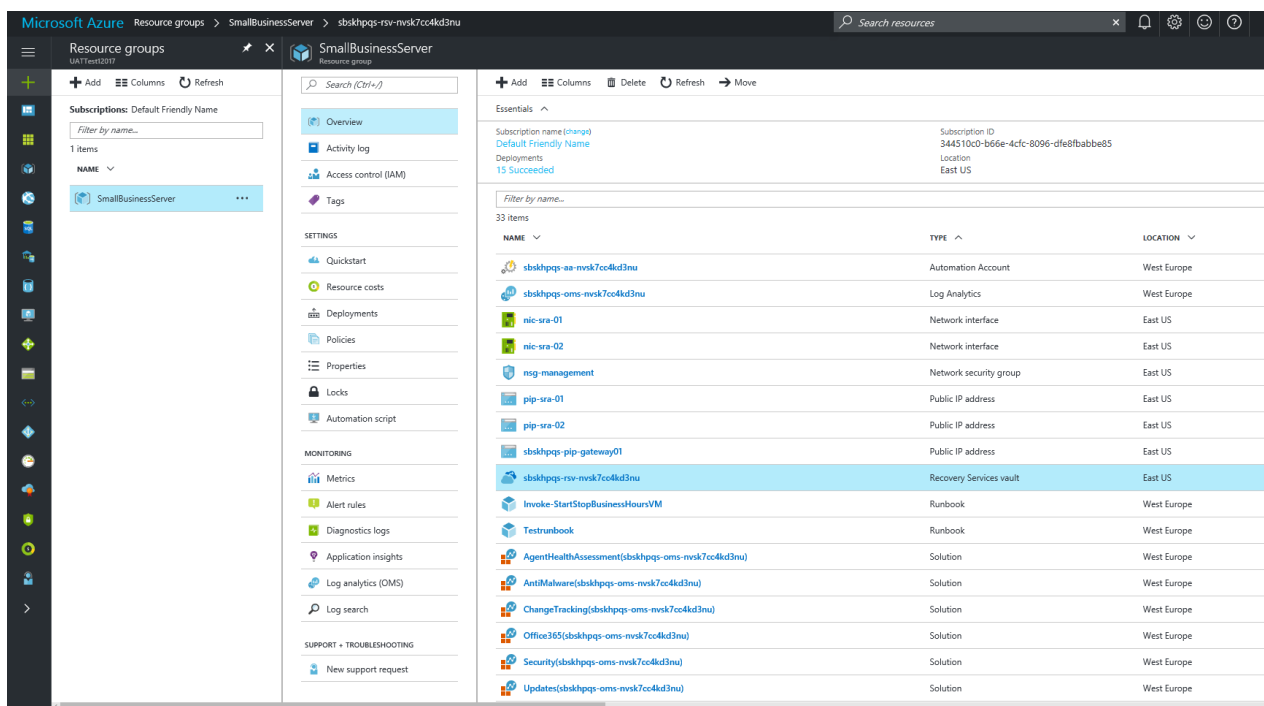 Microsoft Azure Resource groups > SmallBusinessServer > sbskhpqs-rsv-nvsk7cc4kd3nu
Search resources
Resource groups
UATTest12017
SmallBusinessServer
Resource group
Add Columns Refresh
Subscriptions: Default Friendly Name
Filter by name...
1 items
NAME
SmallBusinessServer ...
Search (Ctrl+/)
Overview
Activity log
Access control (IAM)
Tags
SETTINGS
Quickstart
Resource costs
Deployments
Policies
Properties
Locks
Automation script
MONITORING
Metrics
Alert rules
Diagnostics logs
Application insights
Log analytics (OMS)
Log search
SUPPORT + TROUBLESHOOTING
New support request
Add Columns Delete Refresh Move
Essentials
Subscription name (change)
Default Friendly Name
Deployments
15 Succeeded
Subscription ID
344510c0-b66e-4cfc-8096-dfe8fbabbe85
Location
East US
Filter by name...
33 items
NAME TYPE LOCATION
sbskhpqs-aa-nvsk7cc4kd3nu Automation Account West Europe
sbskhpqs-oms-nvsk7cc4kd3nu Log Analytics West Europe
nic-sra-01 Network interface East US
nic-sra-02 Network interface East US
nsg-management Network security group East US
pip-sra-01 Public IP address East US
pip-sra-02 Public IP address East US
sbskhpqs-pip-gateway01 Public IP address East US
sbskhpqs-rsv-nvsk7cc4kd3nu Recovery Services vault East US
Invoke-StartStopBusinessHoursVM Runbook West Europe
Testrunbook Runbook West Europe
AgentHealthAssessment(sbskhpqs-oms-nvsk7cc4kd3nu) Solution West Europe
AntiMalware(sbskhpqs-oms-nvsk7cc4kd3nu) Solution West Europe
ChangeTracking(sbskhpqs-oms-nvsk7cc4kd3nu) Solution West Europe
Office365(sbskhpqs-oms-nvsk7cc4kd3nu) Solution West Europe
Security(sbskhpqs-oms-nvsk7cc4kd3nu) Solution West Europe
Updates(sbskhpqs-oms-nvsk7cc4kd3nu) Solution West Europe